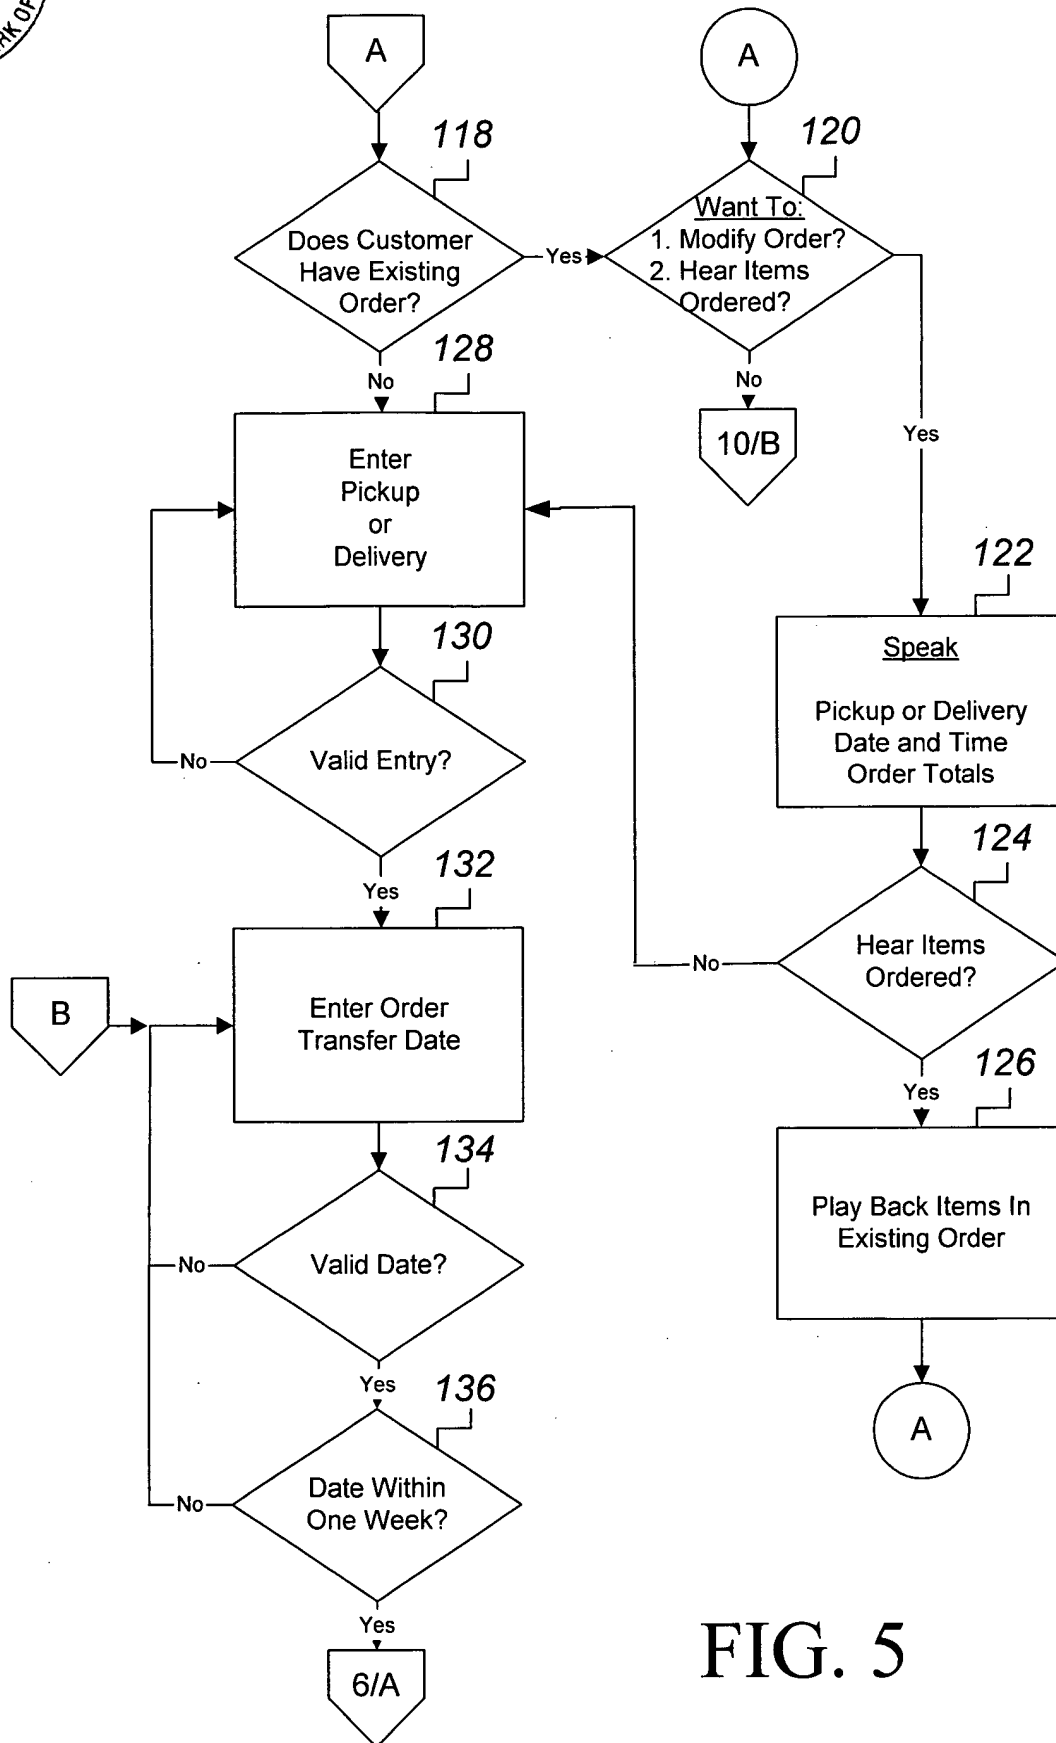 RK OF
A
A
118
120
Does Customer
Have Existing
Order?
Yes
Want To:
1. Modify Order?
2. Hear Items
Ordered?
No
128
No
10/B
Yes
Enter
Pickup
or
Delivery
122
Speak
Pickup or Delivery
Date and Time
Order Totals
130
Valid Entry?
No
Yes
124
Hear Items
Ordered?
No
Yes
132
B
Enter Order
Transfer Date
126
Play Back Items In
Existing Order
A
134
Valid Date?
No
Yes
136
Date Within
One Week?
No
Yes
6/A
FIG. 5